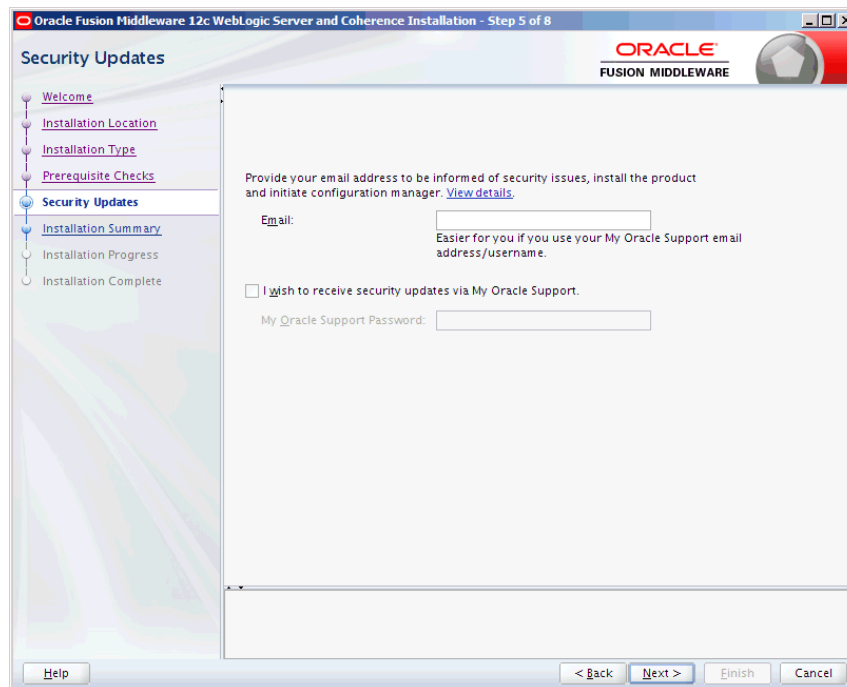 Oracle Fusion Middleware 12c WebLogic Server and Coherence Installation - Step 5 of 8
Security Updates
ORACLE
FUSION MIDDLEWARE
Welcome
Installation Location
Installation Type
Prerequisite Checks
Security Updates
Installation Summary
Installation Progress
Installation Complete
Provide your email address to be informed of security issues, install the product
and initiate configuration manager. View details.
Email:
Easier for you if you use your My Oracle Support email
address/username.
I wish to receive security updates via My Oracle Support.
My Oracle Support Password:
Help
< Back
Next >
Finish
Cancel